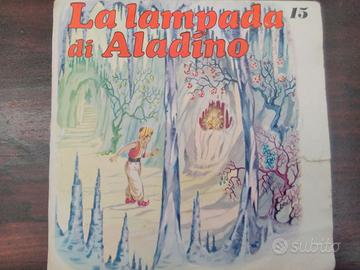 La lampada
di Aladino
15
subito